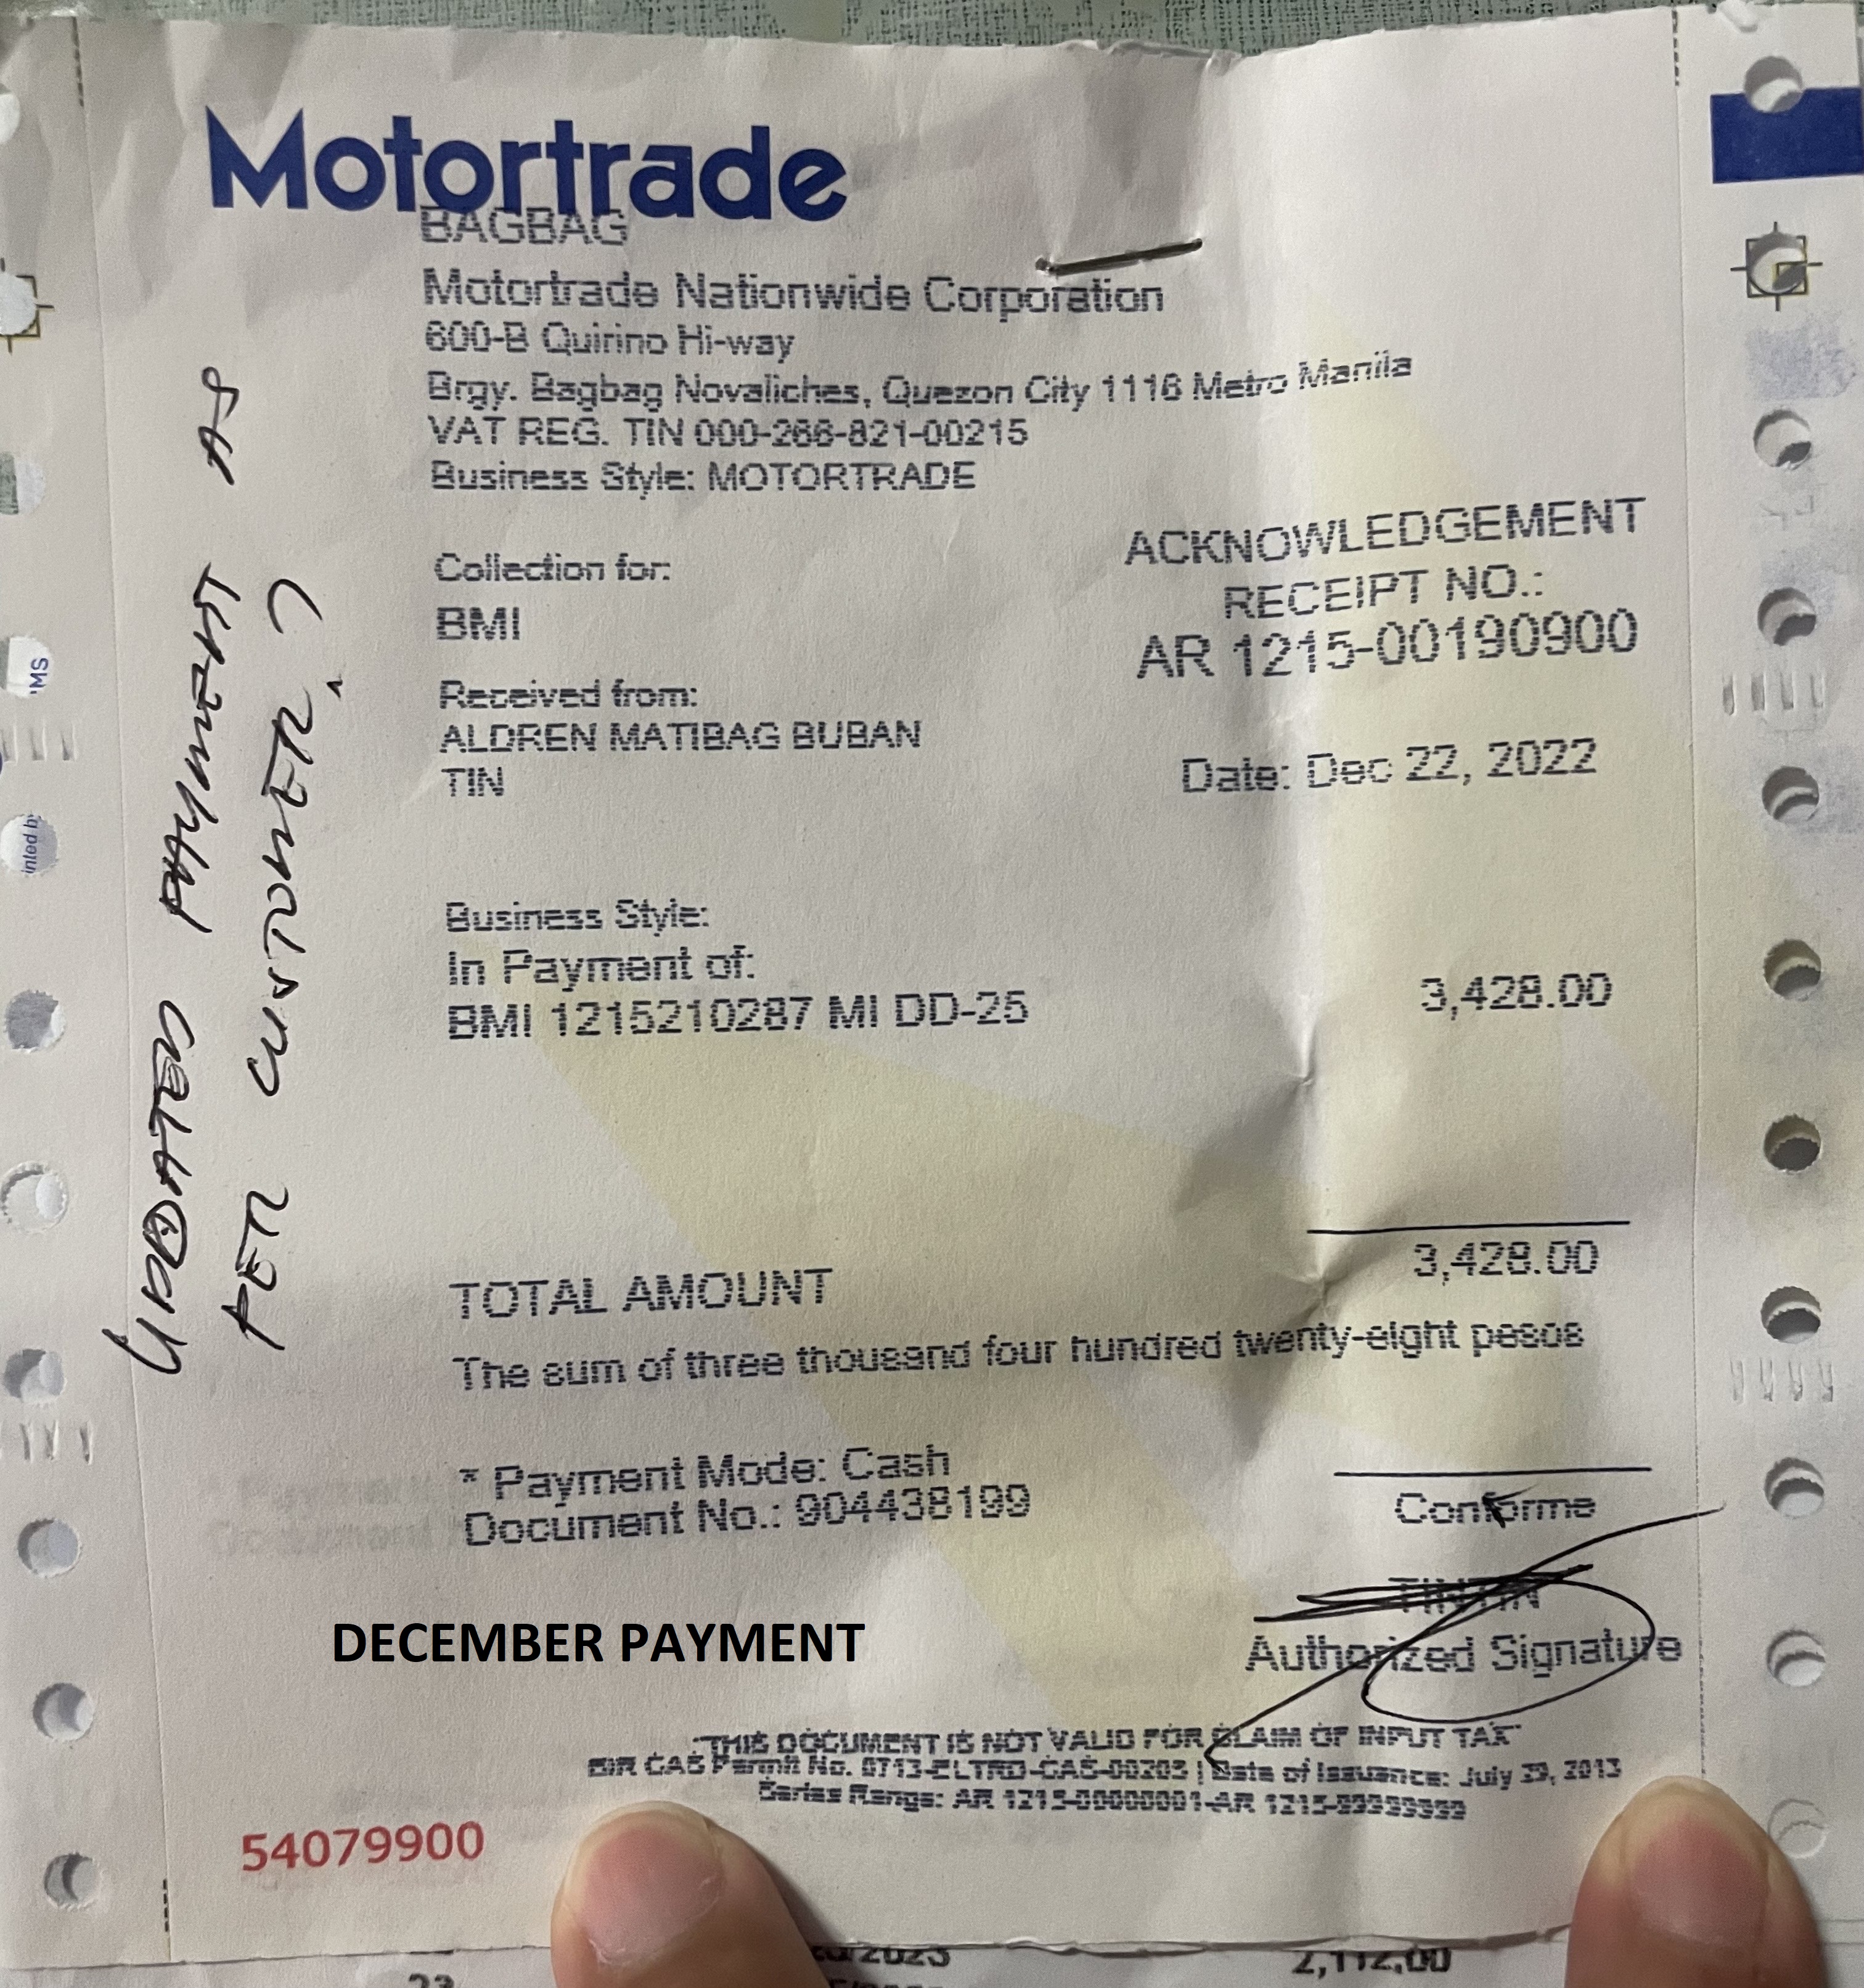 Motortrade
BAGBAG
Motortrade Nationwide Corporation
600-B Quirino Hi-way
Brgy. Bagbag Novaliches, Quezon City 1116 Metro Manila
VAT REG. TIN 000-266-821-00215
Business Style: MOTORTRADE
ACKNOWLEDGEMENT
RECEIPT NO.:
AR 1215-00190900
Collection for:
BMI
Received from:
ALDREN MATIBAG BUBAN
TIN
Date: Dec 22, 2022
Business Style:
In Payment of:
BMI 1215210287 MI DD-25 3,428.00
TOTAL AMOUNT 3,428.00
The sum of three thousand four hundred twenty-eight pesos
* Payment Mode: Cash
Document No.: 904438199
Conforme
TINTIN
Authorized Signature
DECEMBER PAYMENT
"THIS DOCUMENT IS NOT VALID FOR CLAIM OF INPUT TAX"
BIR CAS Permit No. 0713-ELTRD-CAS-00203 | Date of Issuance: July 2013
Series Range: AR 1215-00000001-AR 1215-99999999
54079900
UPDATED PAYMENT AS
PER CUSTOMER
2,112.00
23